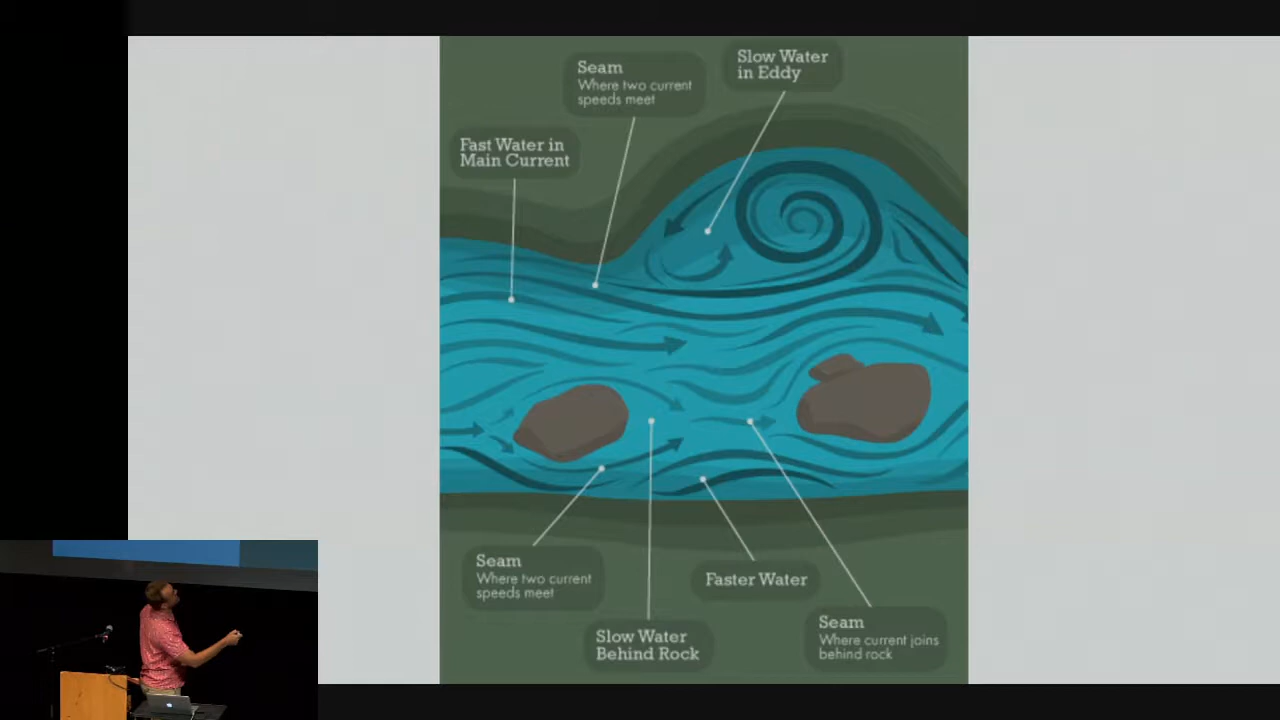 Slow Water
in Eddy
Seam
Where two current
speeds meet
Fast Water in
Main Current
Seam
Where two current
speeds meet
Faster Water
Slow Water
Behind Rock
Seam
Where current joins
behind rock